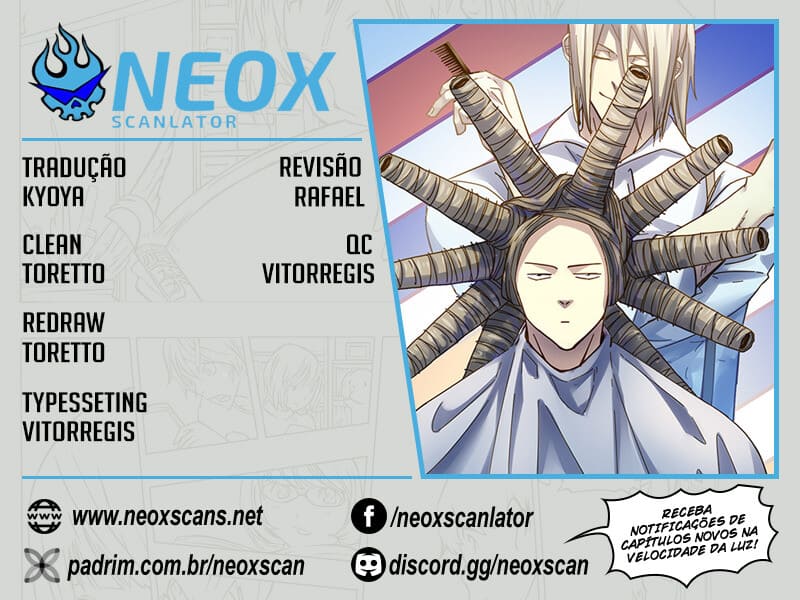 NEOX
SCANLATOR
TRADUÇÃO
KYOYA
REVISÃO
RAFAEL
CLEAN
TORETTO
QC
VITORREGIS
REDRAW
TORETTO
TYPESSETING
VITORREGIS
www.neoxscans.net
/neoxscanlator
padrim.com.br/neoxscan
discord.gg/neoxscan
RECEBA
NOTIFICAÇÕES DE
CAPÍTULOS NOVOS NA
VELOCIDADE DA LUZ!